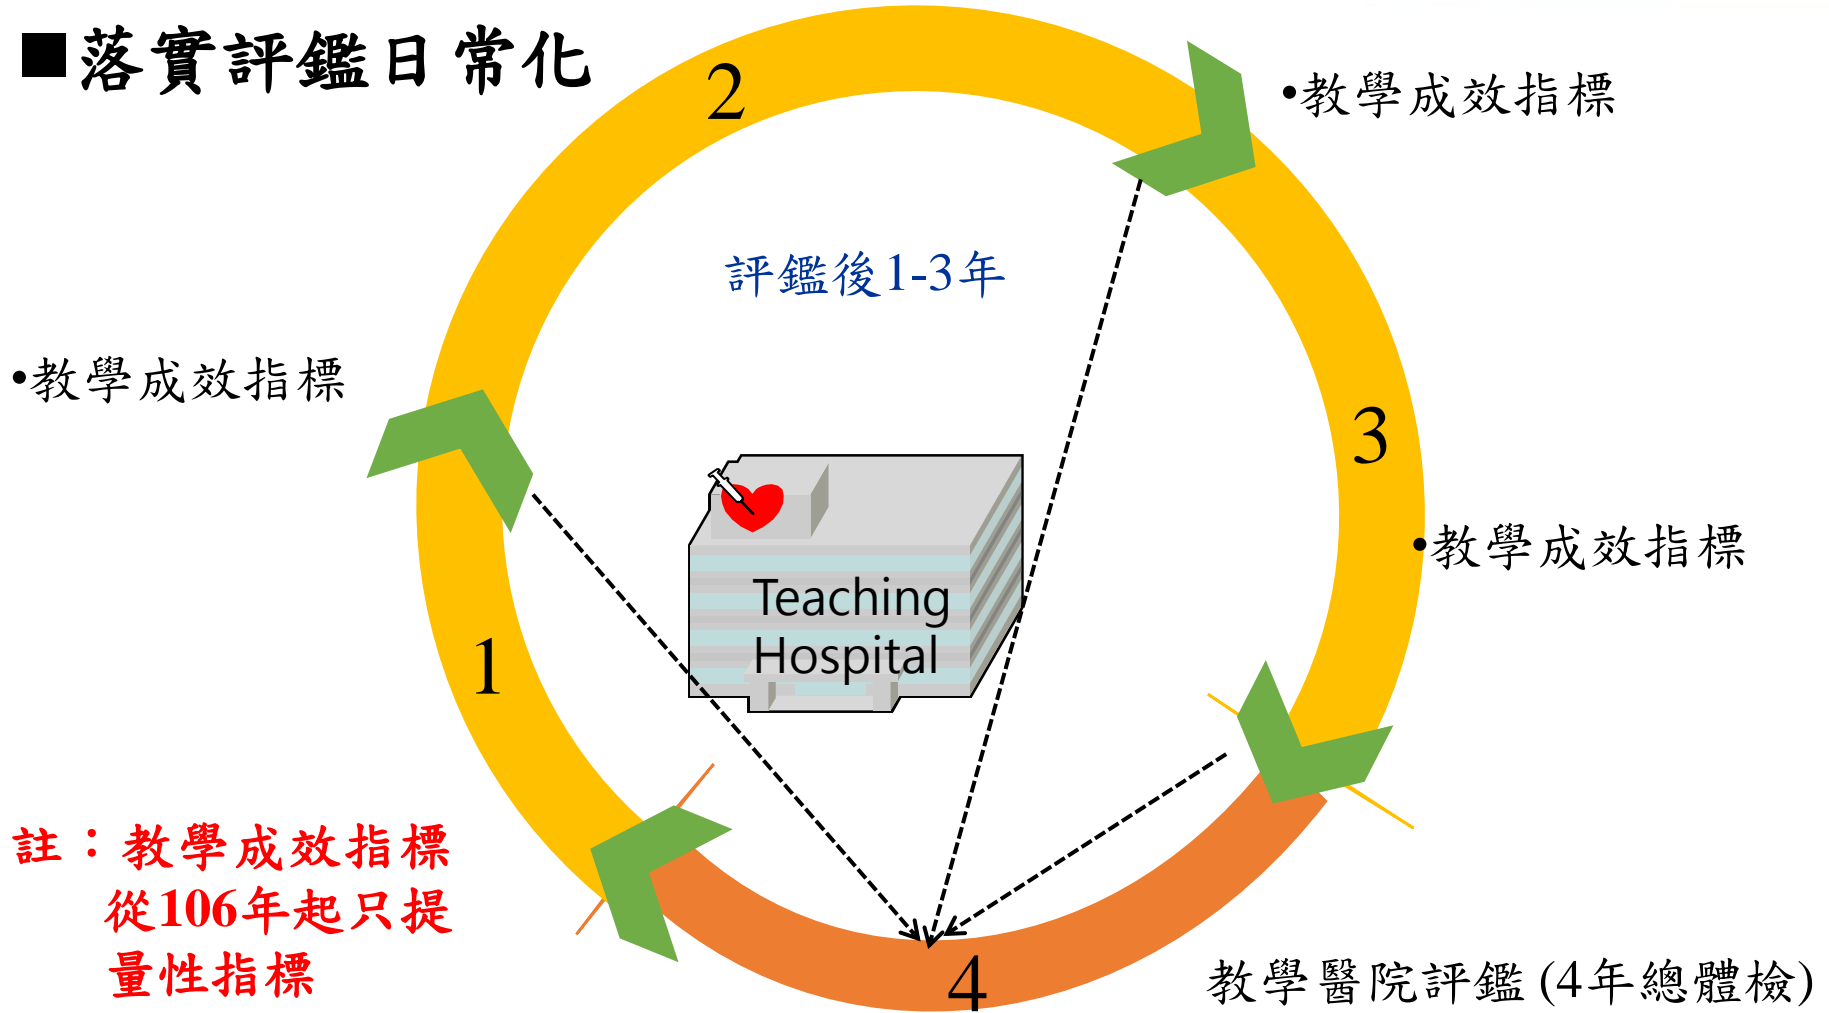 ■落實評鑑日常化
2
•教學成效指標
評鑑後1-3年
•教學成效指標
3
•教學成效指標
Teaching
Hospital
1
註：教學成效指標
從106年起只提
量性指標
4
教學醫院評鑑 (4年總體檢)